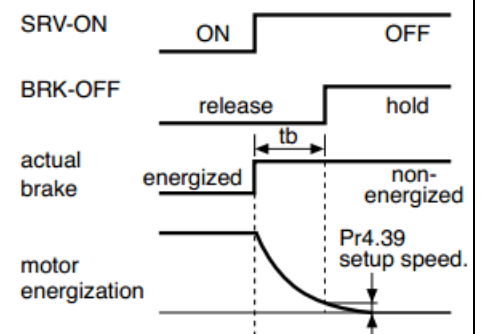 SRV-ON
ON
OFF
BRK-OFF
release
hold
tb
actual
brake
energized
non-
energized
Pr4.39
setup speed.
motor
energization